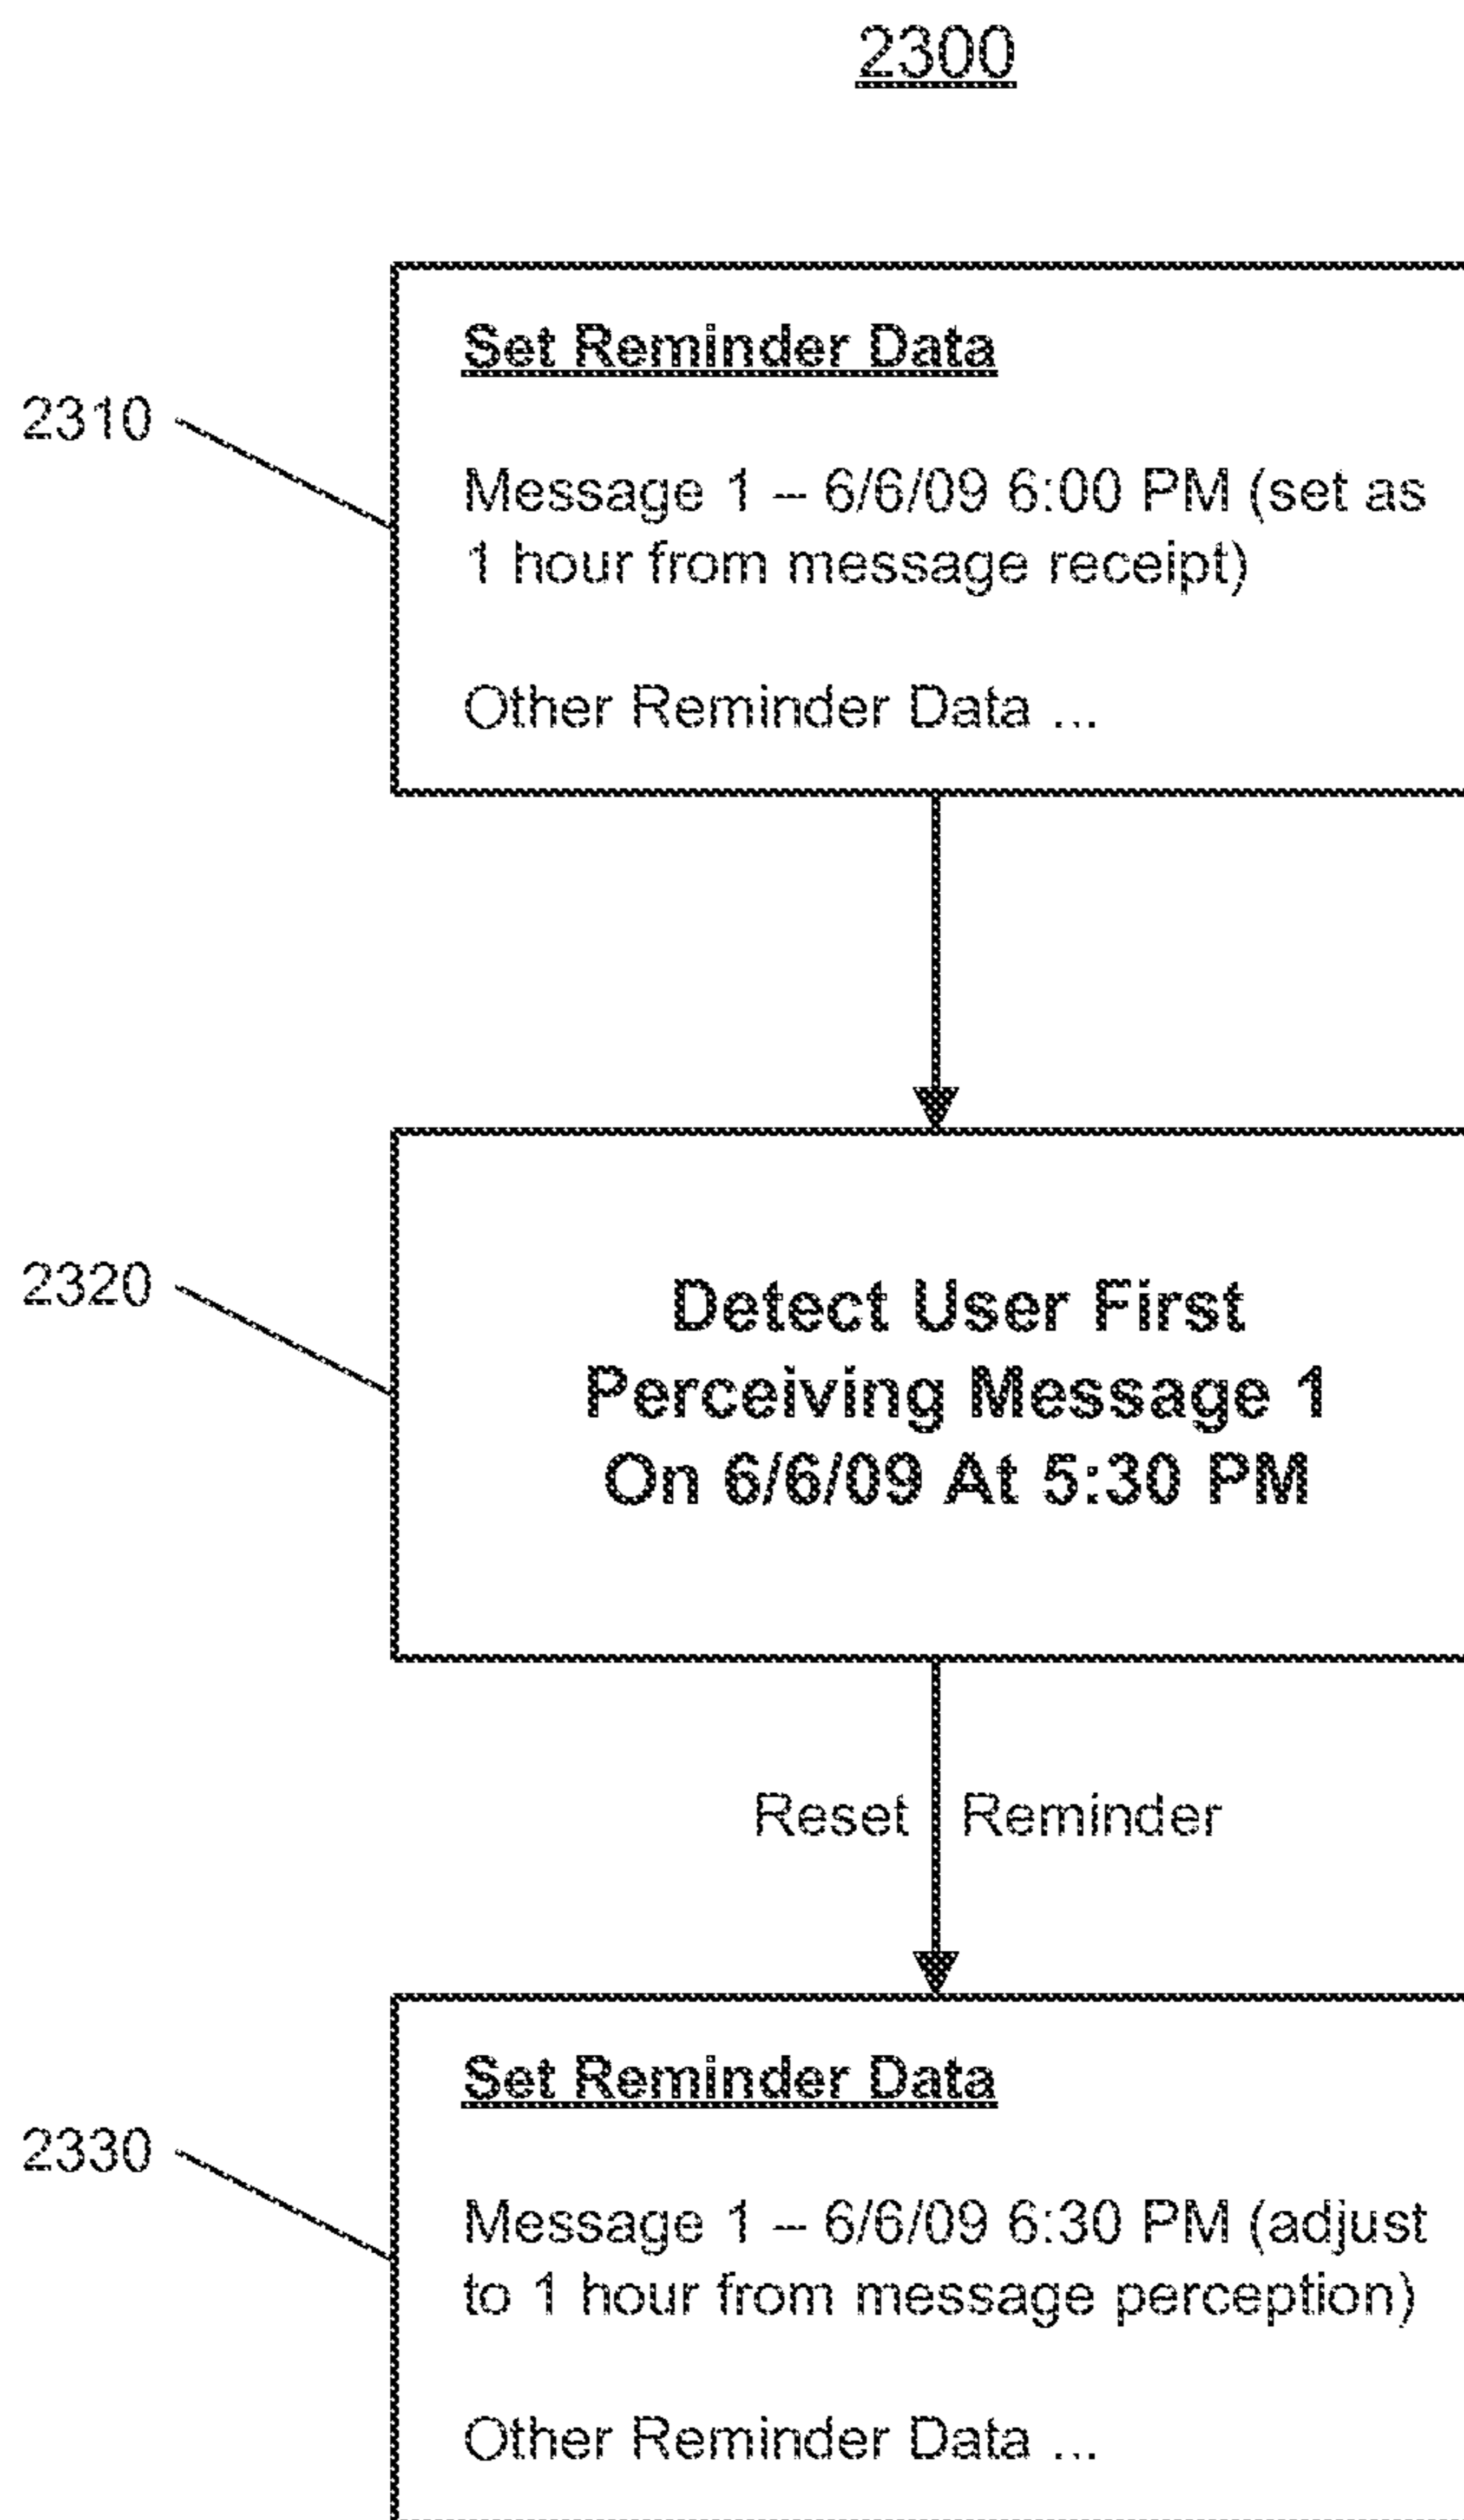 2300
Set Reminder Data
2310
Message 1 – 6/6/09 6:00 PM (set as
1 hour from message receipt)
Other Reminder Data ...
2320
Detect User First
Perceiving Message 1
On 6/6/09 At 5:30 PM
Reset Reminder
Set Reminder Data
2330
Message 1 – 6/6/09 6:30 PM (adjust
to 1 hour from message perception)
Other Reminder Data ...